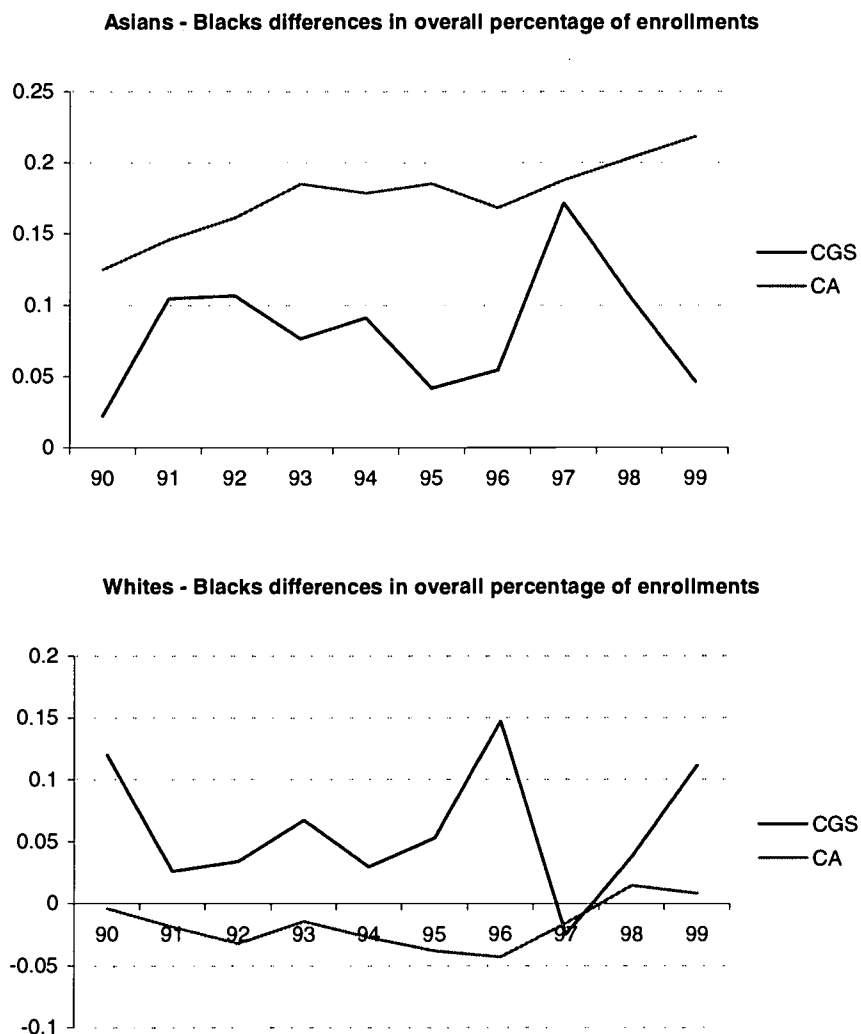 Asians - Blacks differences in overall percentage of enrollments
0.25
0.2
0.15
0.1
0.05
0
90 91 92 93 94 95 96 97 98 99
CGS
CA
Whites - Blacks differences in overall percentage of enrollments
0.2
0.15
0.1
0.05
0
-0.05
-0.1
90 91 92 93 94 95 96 97 98 99
CGS
CA